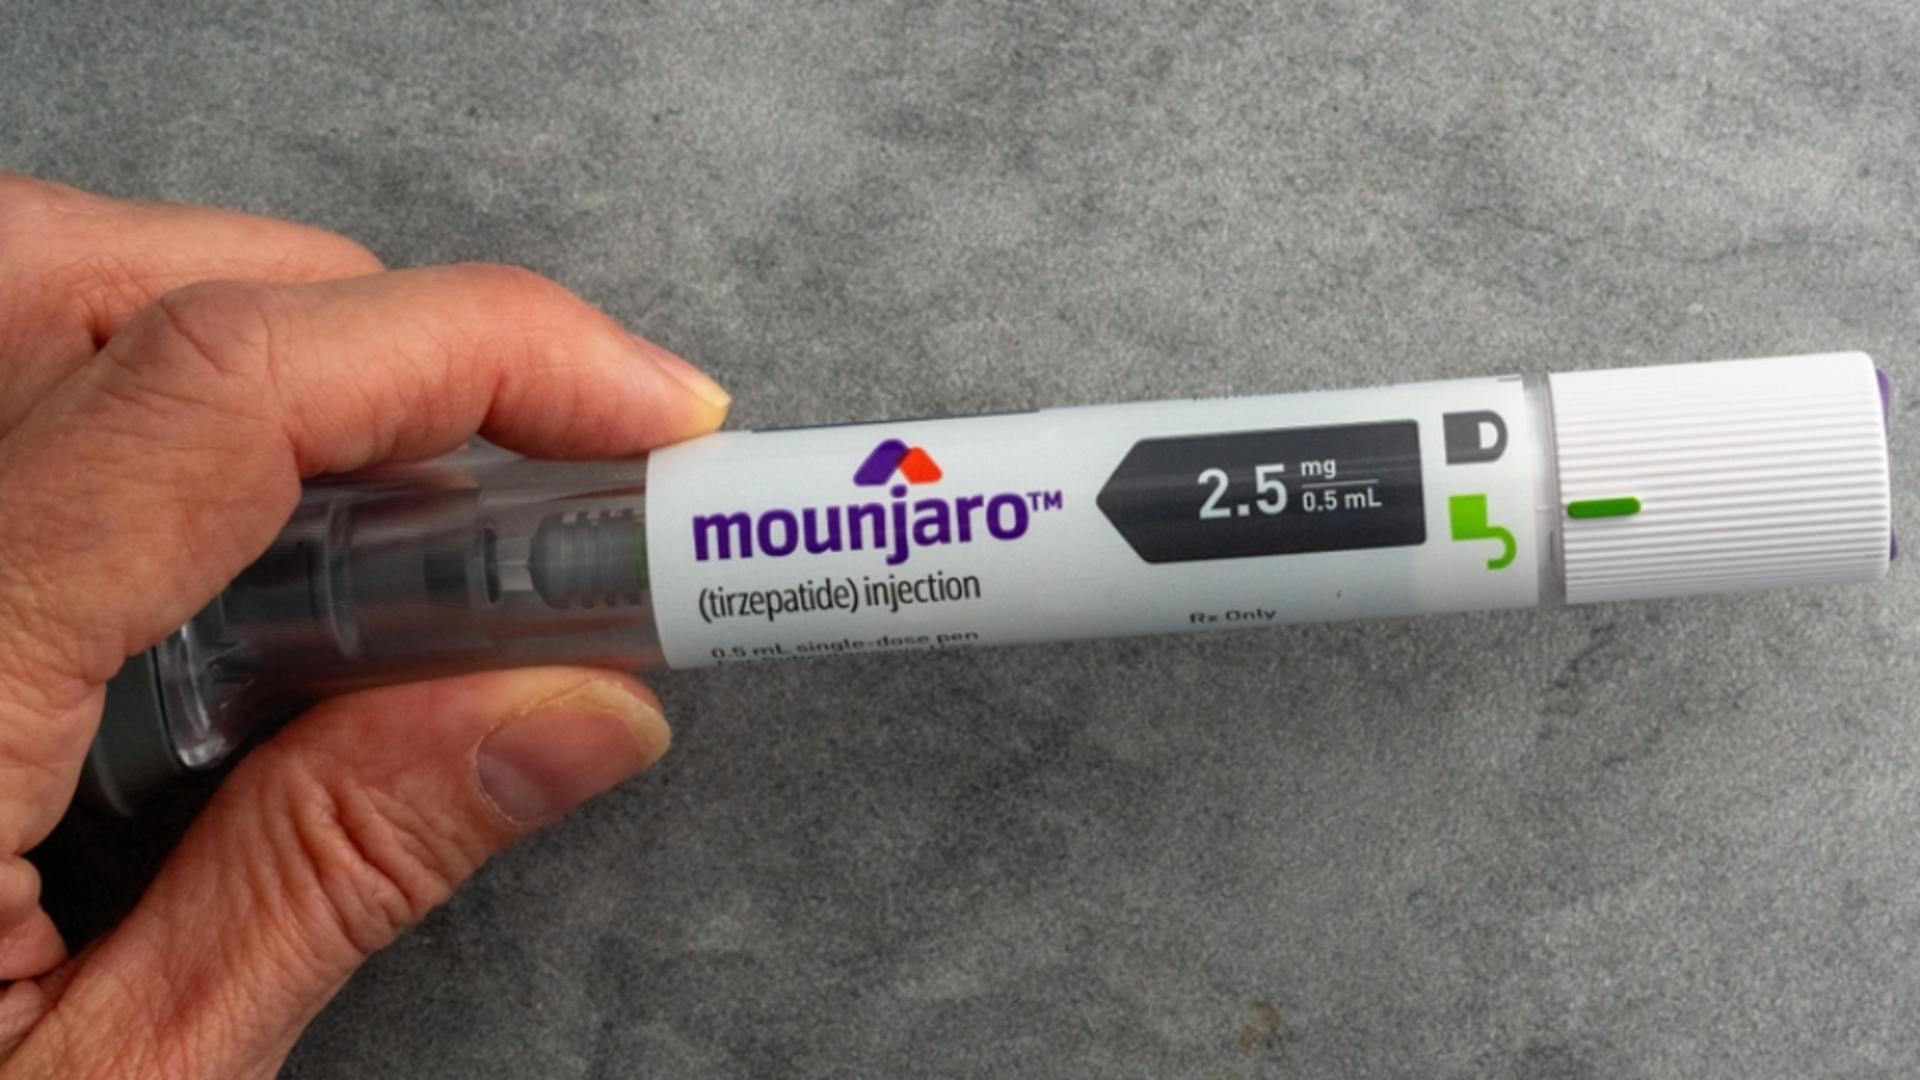 mounjaro™
(tirzepatide) injection
0.5 mL single-dose pen
2.5 mg
0.5 mL
Rx Only